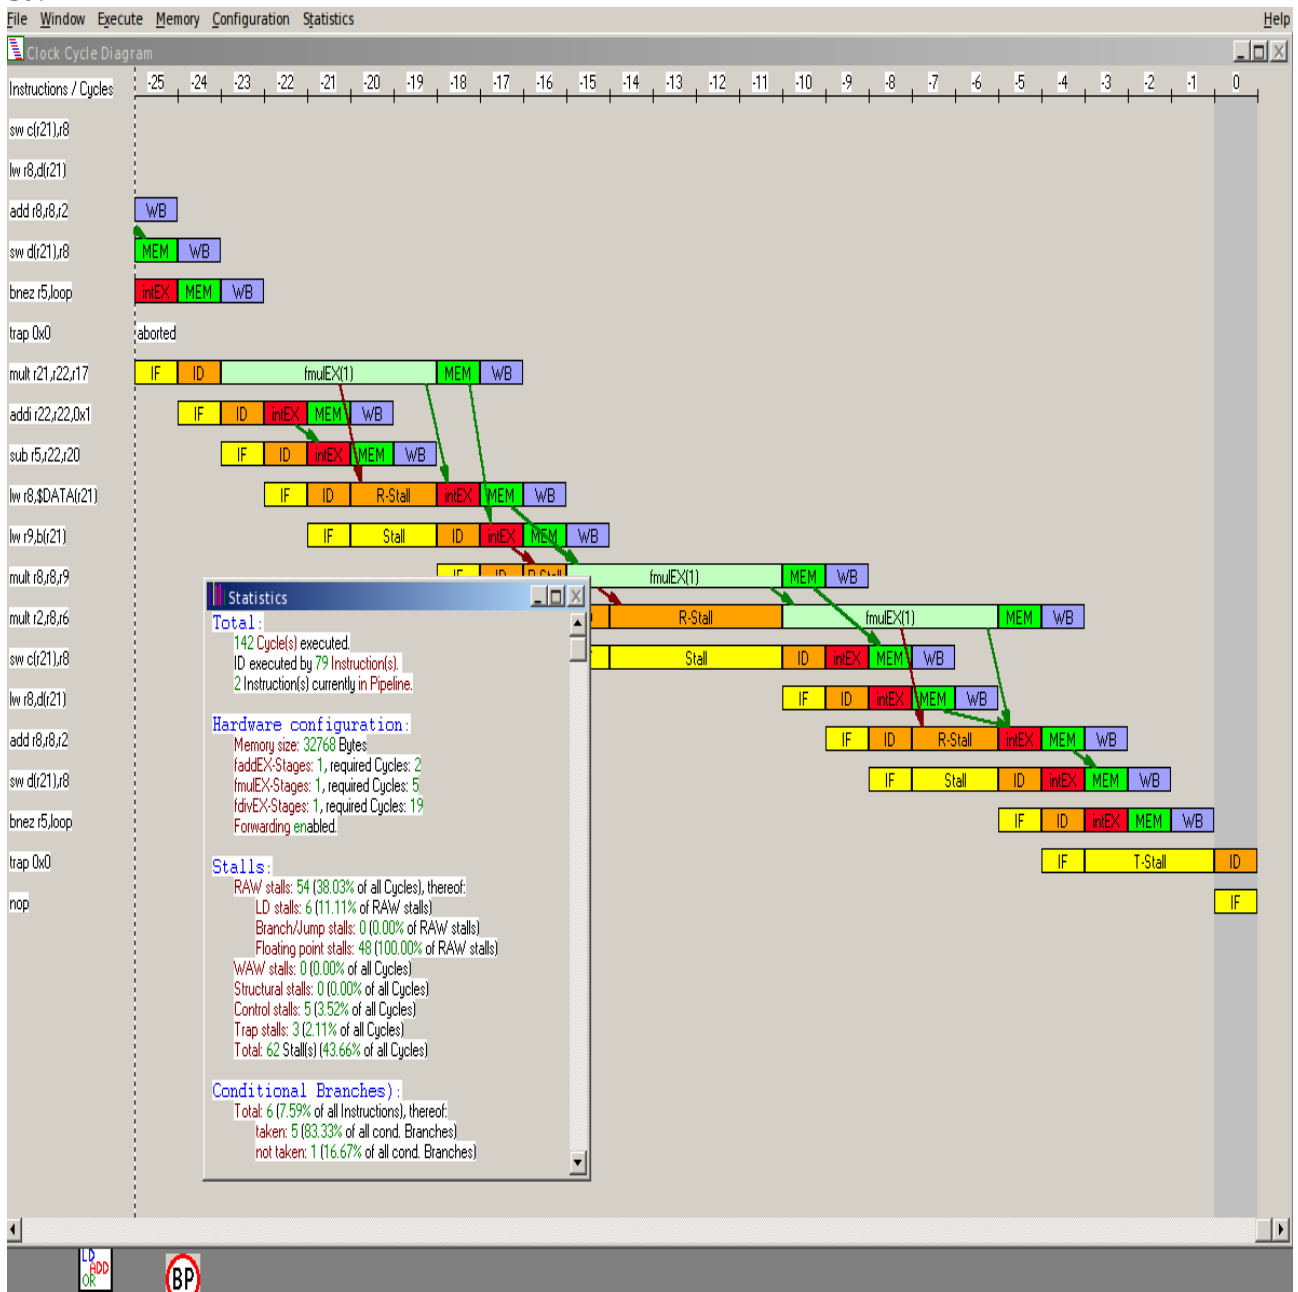 File Window Execute Memory Configuration Statistics Help
Clock Cycle Diagram
Instructions / Cycles -25 -24 -23 -22 -21 -20 -19 -18 -17 -16 -15 -14 -13 -12 -11 -10 -9 -8 -7 -6 -5 -4 -3 -2 -1 0
sw c(r21),r8
lw r8,d(r21)
add r8,r8,r2 WB
sw d(r21),r8 MEM WB
bnez r5,loop intEX MEM WB
trap 0x0 aborted
mult r21,r22,r17 IF ID fmulEX(1) MEM WB
addi r22,r22,0x1 IF ID intEX MEM WB
sub r5,r22,r20 IF ID intEX MEM WB
lw r8,$DATA(r21) IF ID R-Stall intEX MEM WB
lw r9,b(r21) IF Stall ID intEX MEM WB
mult r8,r8,r9 IF ID R-Stall fmulEX(1) MEM WB
mult r2,r8,r6 R-Stall fmulEX(1) MEM WB
sw c(r21),r8 Stall ID intEX MEM WB
lw r8,d(r21) IF ID intEX MEM WB
add r8,r8,r2 IF ID R-Stall intEX MEM WB
sw d(r21),r8 IF Stall ID intEX MEM WB
bnez r5,loop IF ID intEX MEM WB
trap 0x0 IF T-Stall ID
nop IF
Statistics
Total:
142 Cycle(s) executed.
ID executed by 79 Instruction(s).
2 Instruction(s) currently in Pipeline.
Hardware configuration:
Memory size: 32768 Bytes
faddEX-Stages: 1, required Cycles: 2
fmulEX-Stages: 1, required Cycles: 5
fdivEX-Stages: 1, required Cycles: 19
Forwarding enabled.
Stalls:
RAW stalls: 54 (38.03% of all Cycles), thereof:
LD stalls: 6 (11.11% of RAW stalls)
Branch/Jump stalls: 0 (0.00% of RAW stalls)
Floating point stalls: 48 (100.00% of RAW stalls)
WAW stalls: 0 (0.00% of all Cycles)
Structural stalls: 0 (0.00% of all Cycles)
Control stalls: 5 (3.52% of all Cycles)
Trap stalls: 3 (2.11% of all Cycles)
Total: 62 Stall(s) (43.66% of all Cycles)
Conditional Branches):
Total: 6 (7.59% of all Instructions), thereof:
taken: 5 (83.33% of all cond. Branches)
not taken: 1 (16.67% of all cond. Branches)
LD
ADD
OR
BP